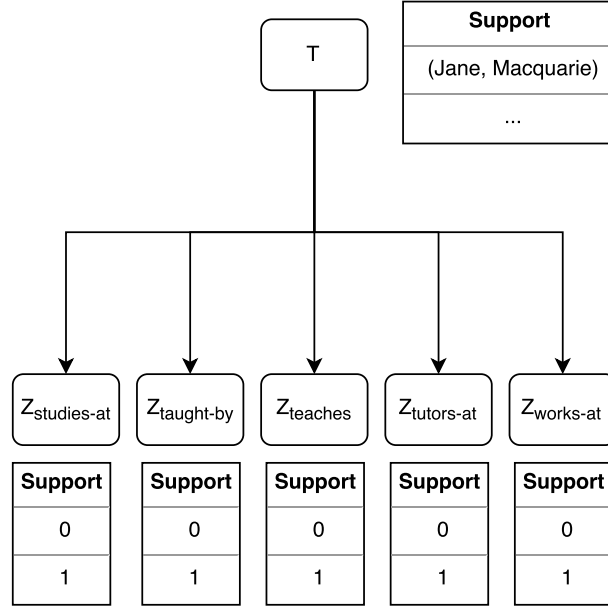 T
Support
(Jane, Macquarie)
...
Zstudies-at
Ztaught-by
Zteaches
Ztutors-at
Zworks-at
Support Support Support Support Support
0 0 0 0 0
1 1 1 1 1